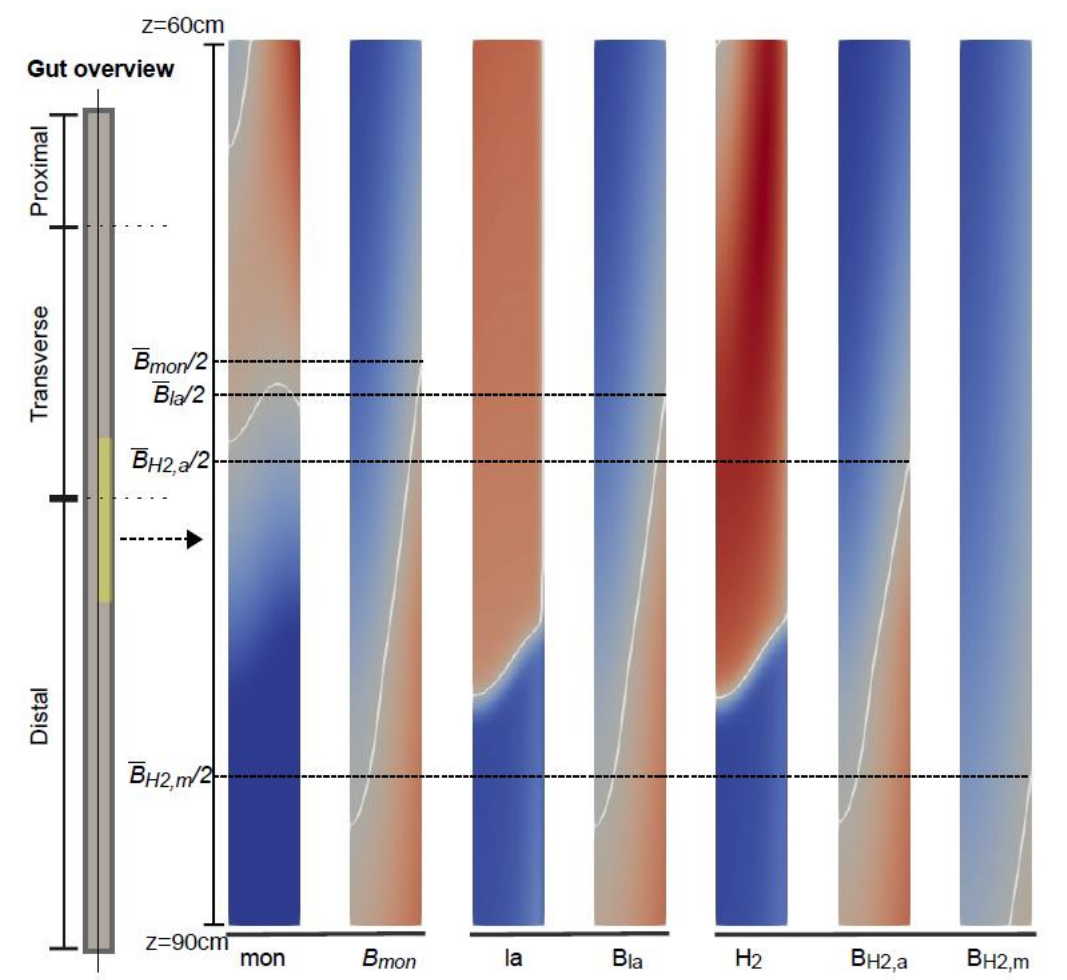 z=60cm
Gut overview
Proximal
Transverse
Distal
B̅mon/2
B̅la/2
B̅H2,a/2
B̅H2,m/2
z=90cm
mon Bmon la Bla H2 BH2,a BH2,m